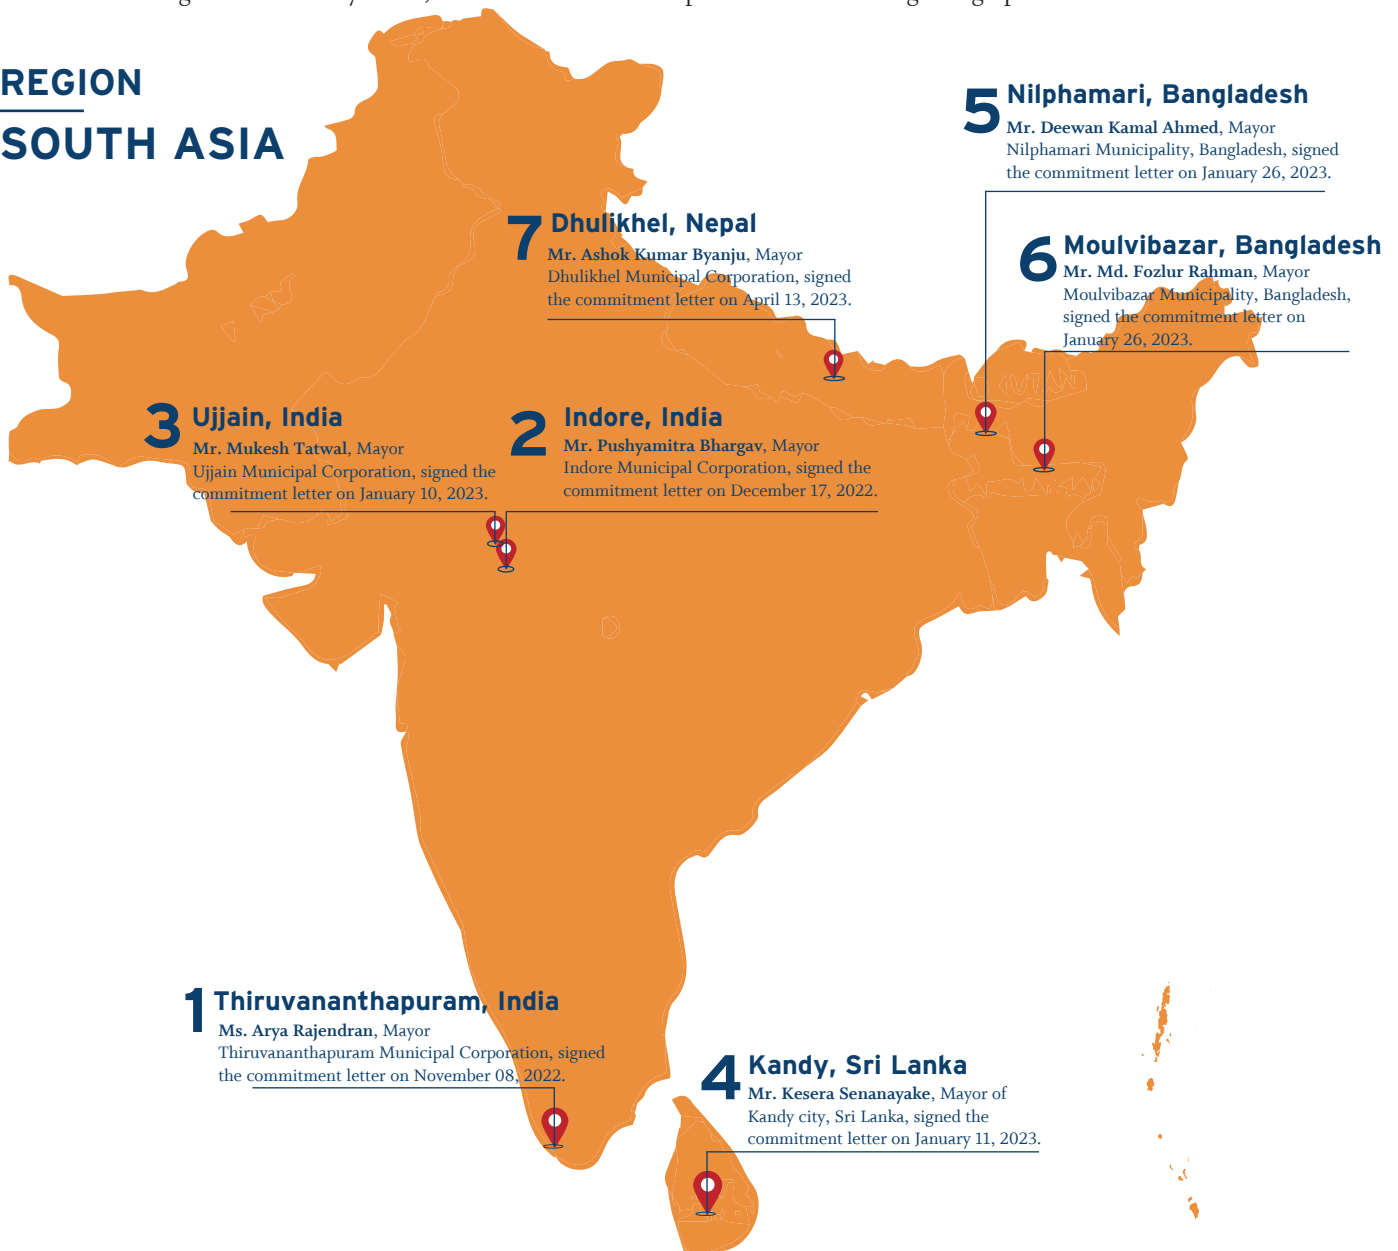 REGION
SOUTH ASIA
5
Nilphamari, Bangladesh
Mr. Deewan Kamal Ahmed, Mayor
Nilphamari Municipality, Bangladesh, signed
the commitment letter on January 26, 2023.
7
Dhulikhel, Nepal
Mr. Ashok Kumar Byanju, Mayor
Dhulikhel Municipal Corporation, signed
the commitment letter on April 13, 2023.
6
Moulvibazar, Bangladesh
Mr. Md. Fozlur Rahman, Mayor
Moulvibazar Municipality, Bangladesh,
signed the commitment letter on
January 26, 2023.
3
Ujjain, India
Mr. Mukesh Tatwal, Mayor
Ujjain Municipal Corporation, signed the
commitment letter on January 10, 2023.
2
Indore, India
Mr. Pushyamitra Bhargav, Mayor
Indore Municipal Corporation, signed the
commitment letter on December 17, 2022.
1
Thiruvananthapuram, India
Ms. Arya Rajendran, Mayor
Thiruvananthapuram Municipal Corporation, signed
the commitment letter on November 08, 2022.
4
Kandy, Sri Lanka
Mr. Kesera Senanayake, Mayor of
Kandy city, Sri Lanka, signed the
commitment letter on January 11, 2023.